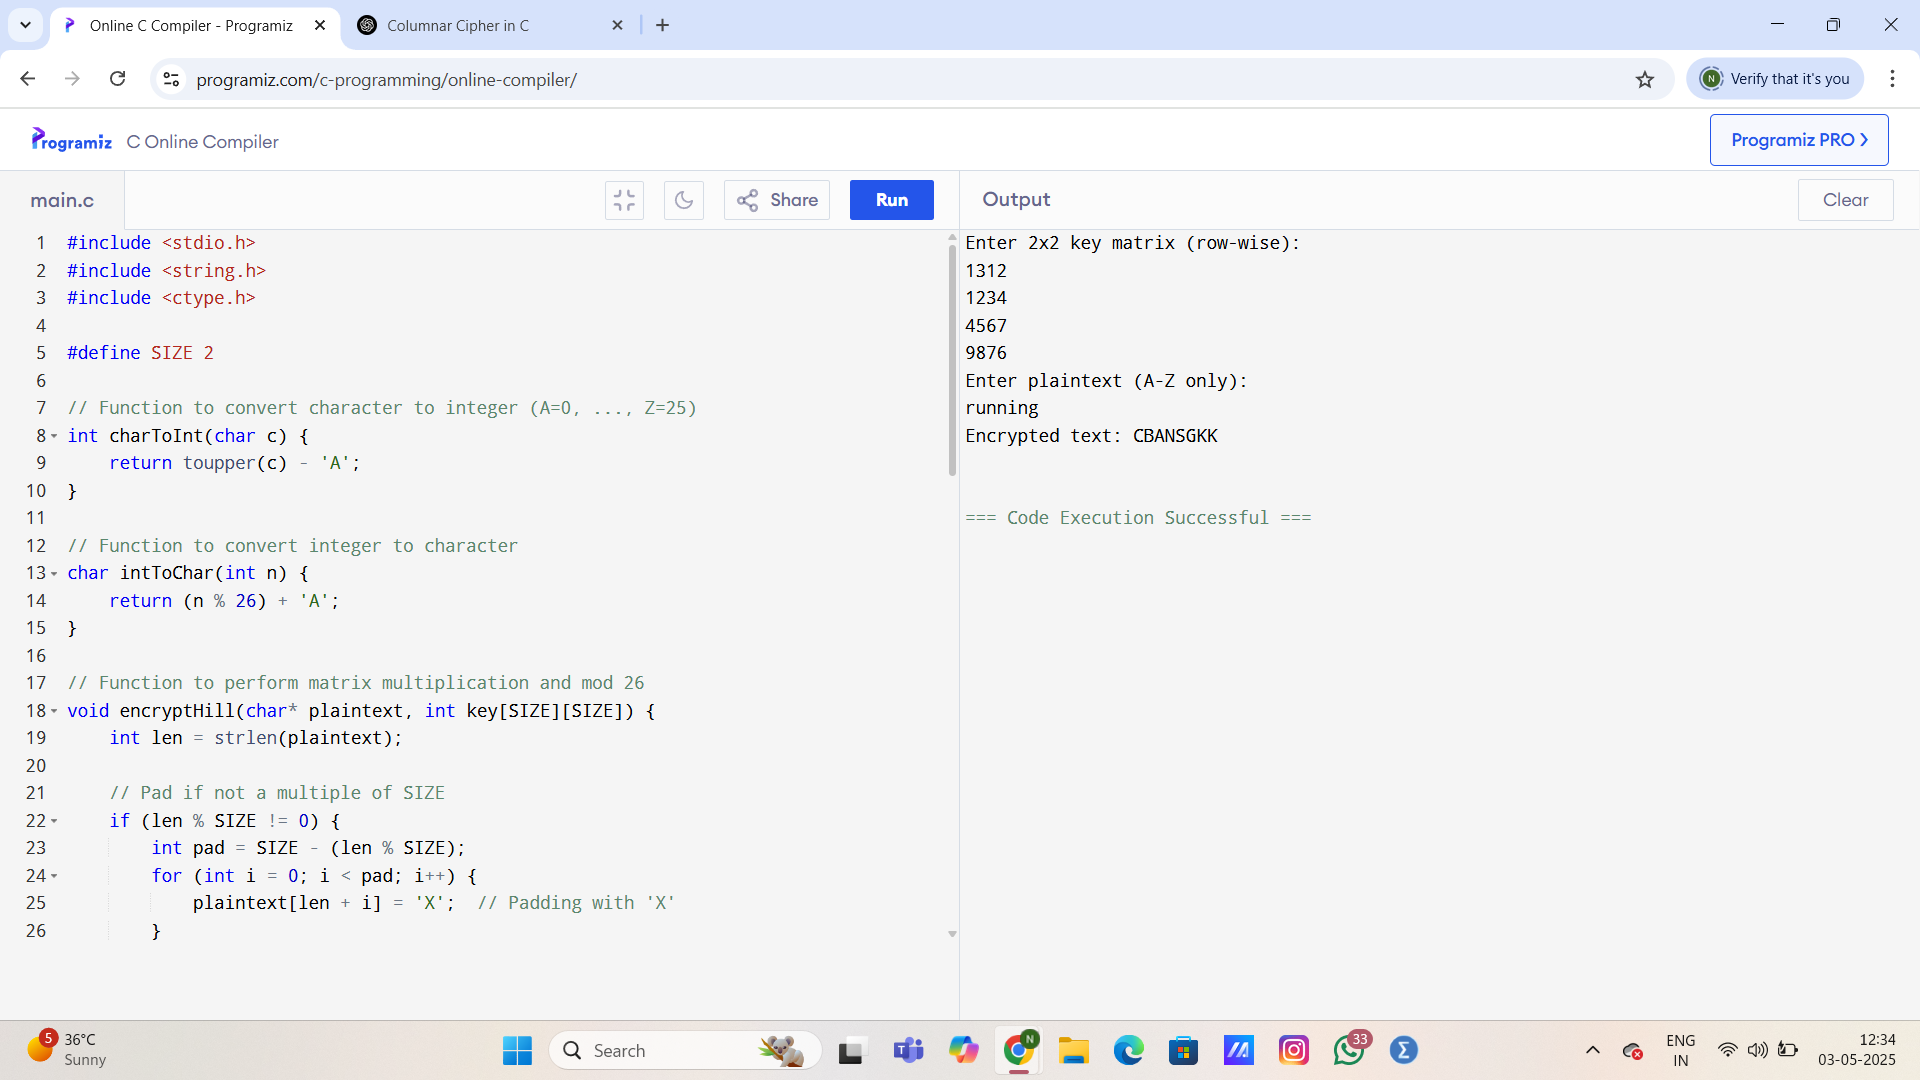 Online C Compiler - Programiz
Columnar Cipher in C
programiz.com/c-programming/online-compiler/
N
Verify that it's you
Programiz
C Online Compiler
Programiz PRO
main.c
Share
Run
Output
Clear
1 #include <stdio.h>
2 #include <string.h>
3 #include <ctype.h>
4
5 #define SIZE 2
6
7 // Function to convert character to integer (A=0, ..., Z=25)
8 int charToInt(char c) {
9 return toupper(c) - 'A';
10 }
11
12 // Function to convert integer to character
13 char intToChar(int n) {
14 return (n % 26) + 'A';
15 }
16
17 // Function to perform matrix multiplication and mod 26
18 void encryptHill(char* plaintext, int key[SIZE][SIZE]) {
19 int len = strlen(plaintext);
20
21 // Pad if not a multiple of SIZE
22 if (len % SIZE != 0) {
23 int pad = SIZE - (len % SIZE);
24 for (int i = 0; i < pad; i++) {
25 plaintext[len + i] = 'X'; // Padding with 'X'
26 }
Enter 2x2 key matrix (row-wise):
1312
1234
4567
9876
Enter plaintext (A-Z only):
running
Encrypted text: CBANSGKK
=== Code Execution Successful ===
5
36°C
Sunny
Search
N
33
ENG
IN
12:34
03-05-2025